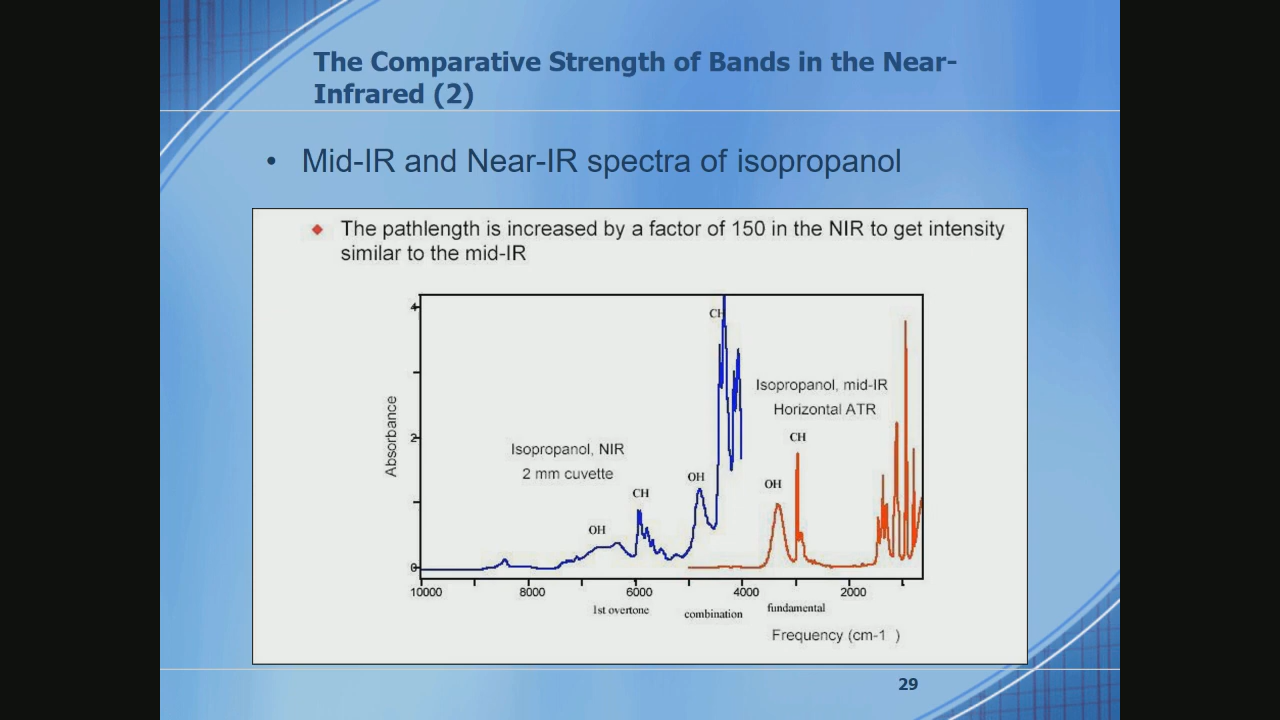 The Comparative Strength of Bands in the Near-
Infrared (2)
• Mid-IR and Near-IR spectra of isopropanol
The pathlength is increased by a factor of 150 in the NIR to get intensity
similar to the mid-IR
4
CH
Isopropanol, mid-IR
Horizontal ATR
Absorbance
2
CH
Isopropanol, NIR
2 mm cuvette
OH
OH
CH
OH
0
10000 8000 6000 4000 2000
1st overtone combination fundamental
Frequency (cm-1 )
29